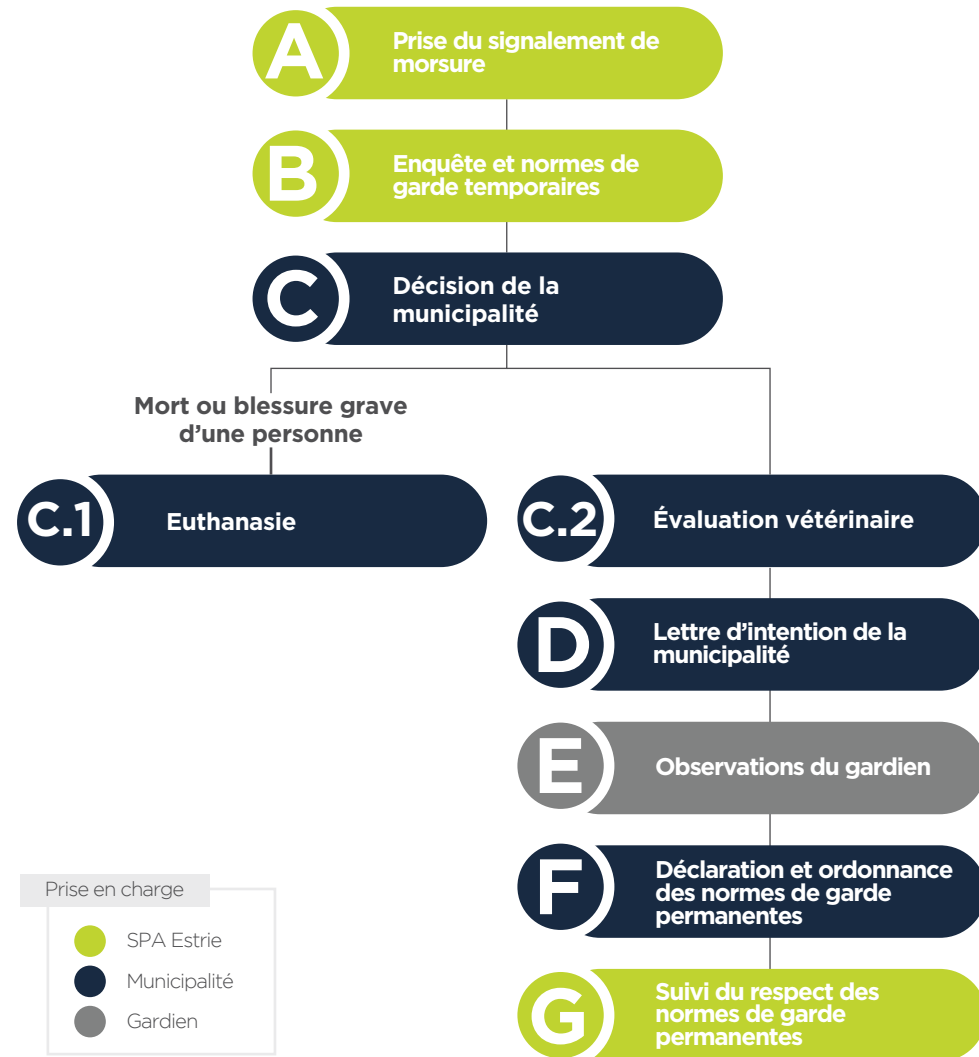 A
Prise du signalement de
morsure
B
Enquête et normes de
garde temporaires
C
Décision de la
municipalité
Mort ou blessure grave
d’une personne
C.1
Euthanasie
C.2
Évaluation vétérinaire
D
Lettre d’intention de la
municipalité
E
Observations du gardien
F
Déclaration et ordonnance
des normes de garde
permanentes
G
Suivi du respect des
normes de garde
permanentes
Prise en charge
SPA Estrie
Municipalité
Gardien